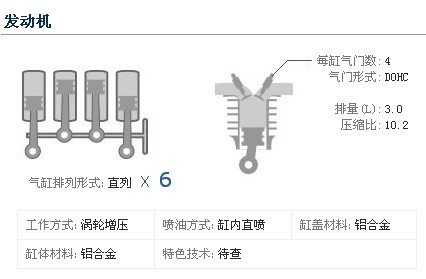 发动机
每缸气门数: 4
气门形式: DOHC
排量(L): 3.0
压缩比: 10.2
气缸排列形式: 直列 X 6
工作方式: 涡轮增压 喷油方式: 缸内直喷 缸盖材料: 铝合金
缸体材料: 铝合金 特色技术: 待查